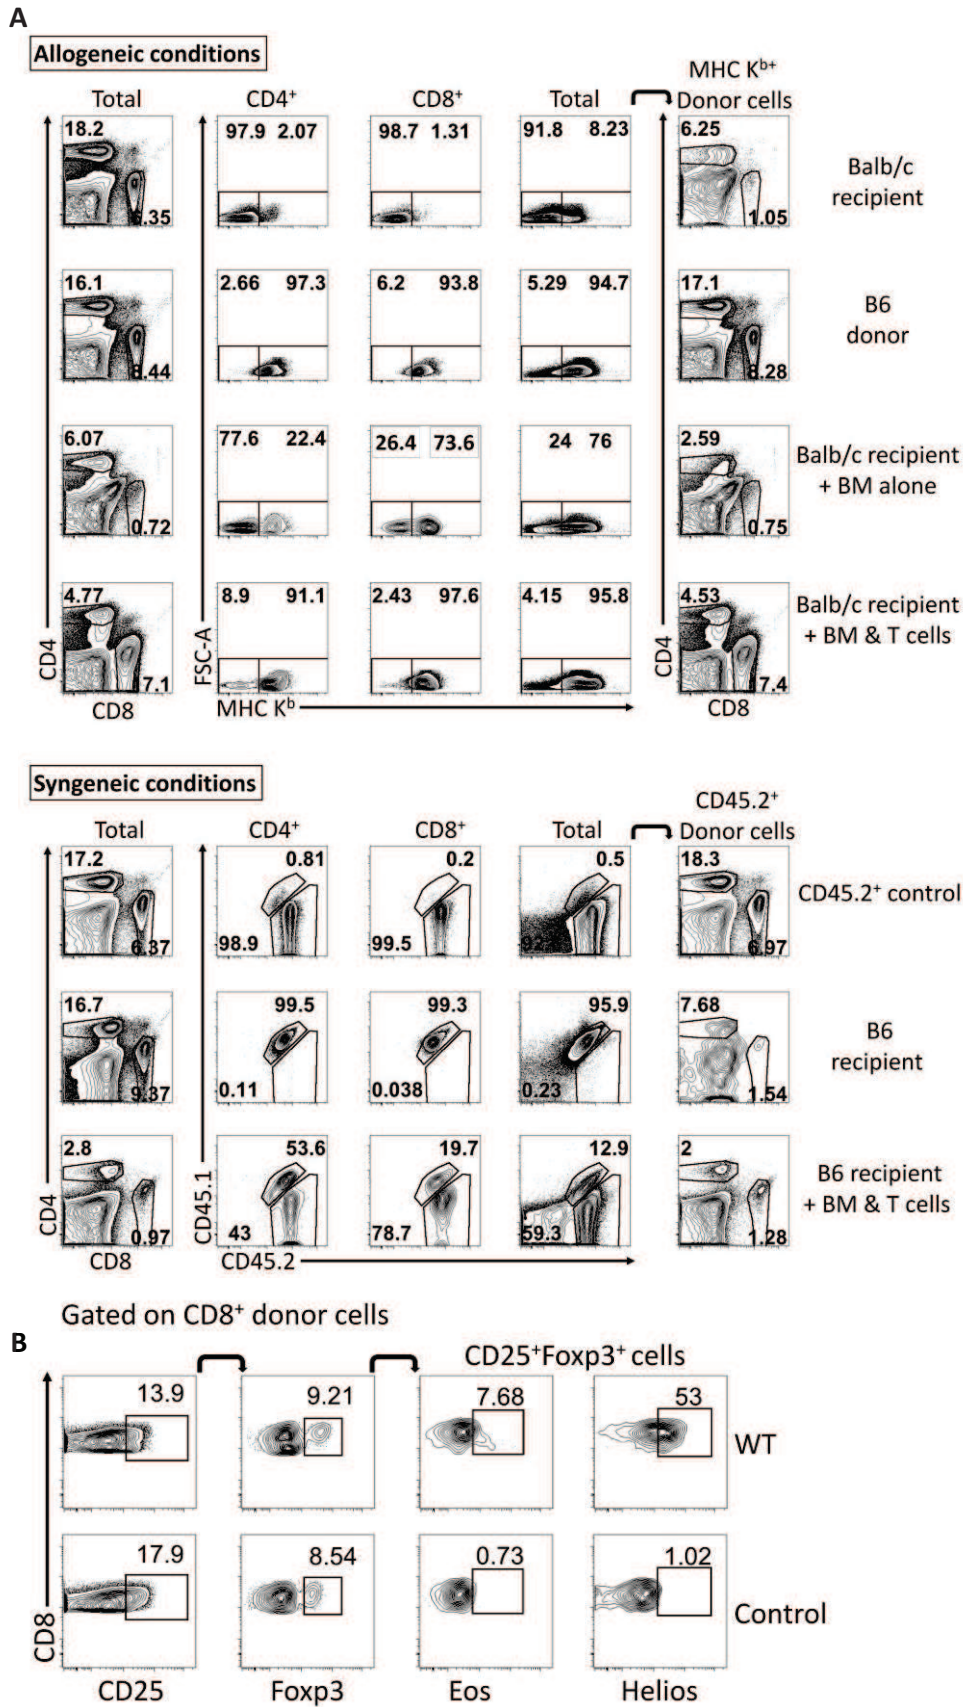 A
Allogeneic conditions
MHC Kb+
Total CD4+ CD8+ Total Donor cells
18.2 97.9 2.07 98.7 1.31 91.8 8.23 6.25
Balb/c
recipient
6.35 1.05
16.1 2.66 97.3 6.2 93.8 5.29 94.7 17.1
B6
donor
8.44 8.28
6.07 77.6 22.4 26.4 73.6 24 76 2.59
Balb/c recipient
+ BM alone
0.72 0.75
4.77 8.9 91.1 2.43 97.6 4.15 95.8 4.53
Balb/c recipient
+ BM & T cells
7.1 7.4
CD4 FSC-A CD4
CD8 MHC Kb CD8
Syngeneic conditions
CD45.2+
Total CD4+ CD8+ Total Donor cells
17.2 0.81 0.2 0.5 18.3
CD45.2+ control
6.37 98.9 99.5 92 6.97
16.7 99.5 99.3 95.9 7.68
B6
recipient
9.37 0.11 0.038 0.23 1.54
2.8 53.6 19.7 12.9 2
B6 recipient
+ BM & T cells
0.97 43 78.7 59.3 1.28
CD4 CD45.1 CD4
CD8 CD45.2 CD8
Gated on CD8+ donor cells
B
CD25+Foxp3+ cells
13.9 9.21 7.68 53
WT
17.9 8.54 0.73 1.02
Control
CD8
CD25 Foxp3 Eos Helios